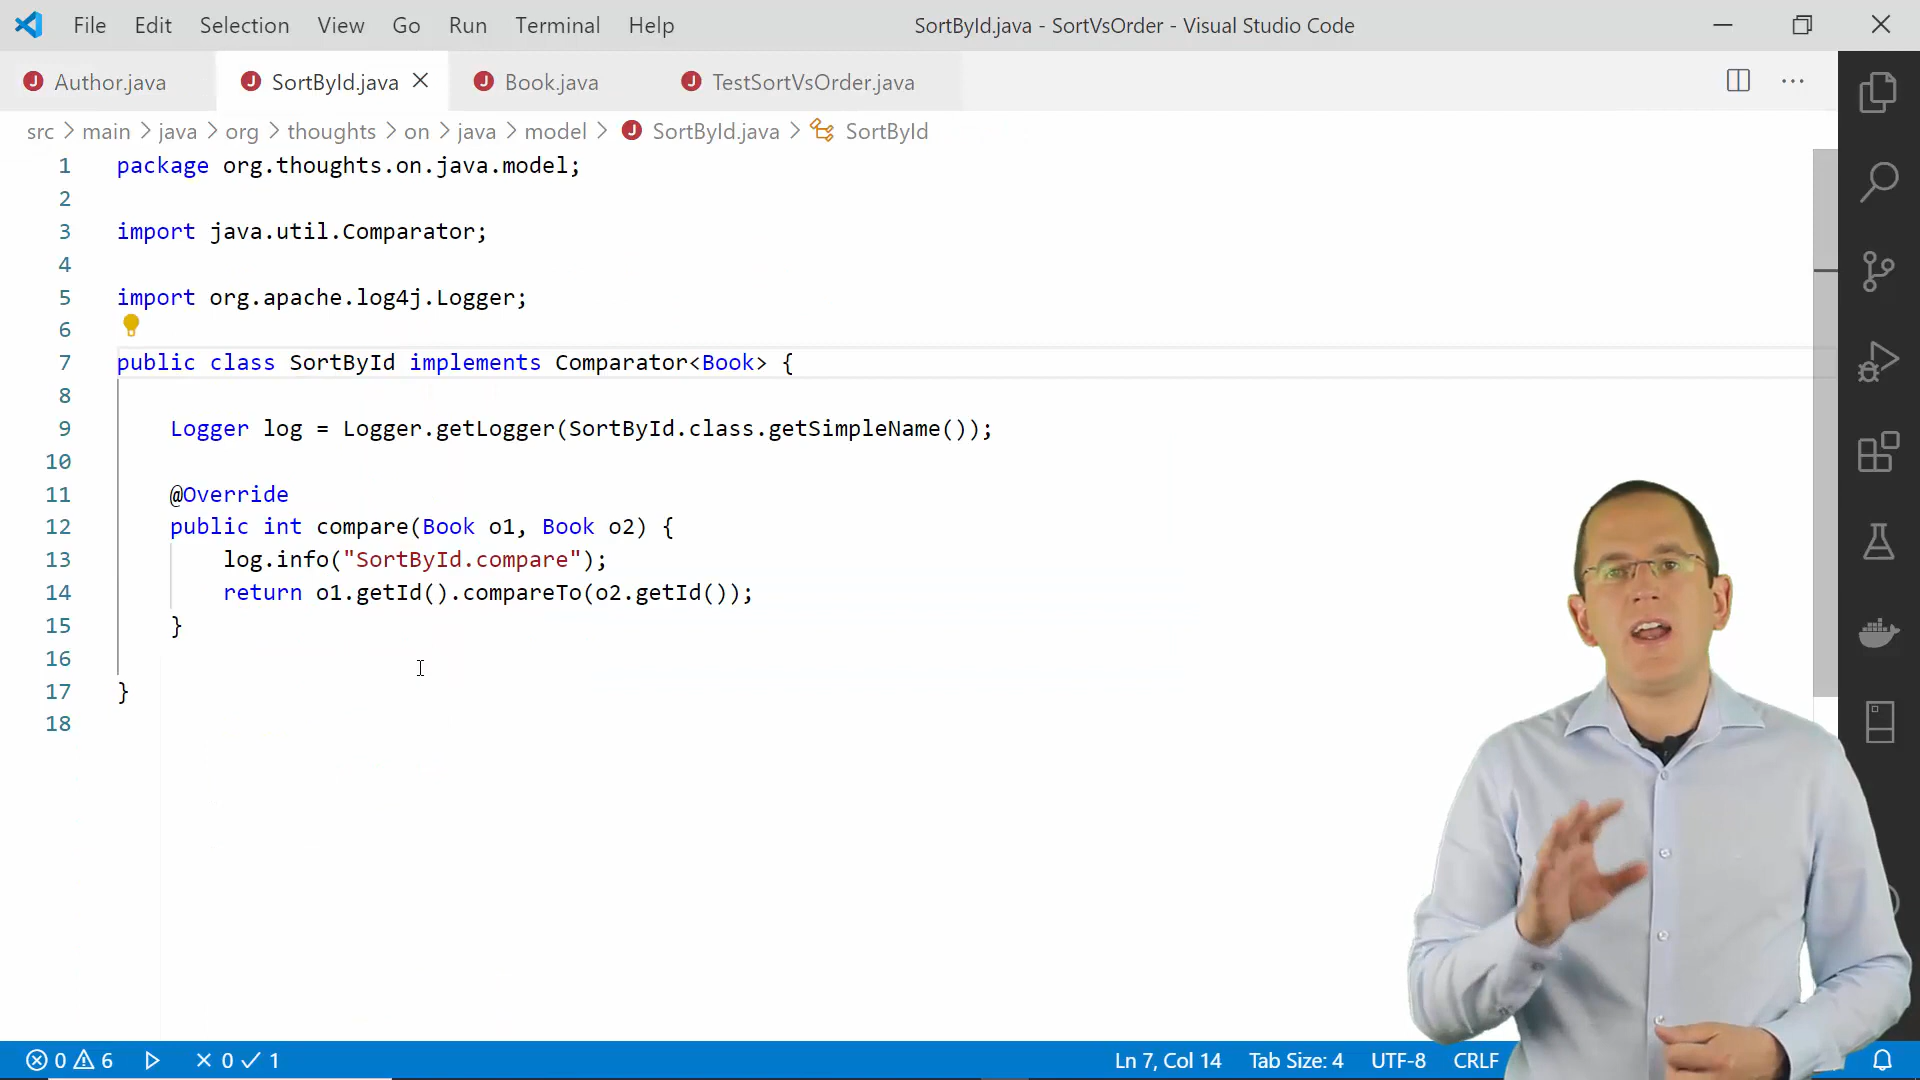 File Edit Selection View Go Run Terminal Help SortById.java - SortVsOrder - Visual Studio Code
J Author.java J SortById.java J Book.java J TestSortVsOrder.java
src > main > java > org > thoughts > on > java > model > J SortById.java > SortById
1 package org.thoughts.on.java.model;
2
3 import java.util.Comparator;
4
5 import org.apache.log4j.Logger;
6
7 public class SortById implements Comparator<Book> {
8
9 Logger log = Logger.getLogger(SortById.class.getSimpleName());
10
11 @Override
12 public int compare(Book o1, Book o2) {
13 log.info("SortById.compare");
14 return o1.getId().compareTo(o2.getId());
15 }
16
17 }
18
0 6 0 1 Ln 7, Col 14 Tab Size: 4 UTF-8 CRLF